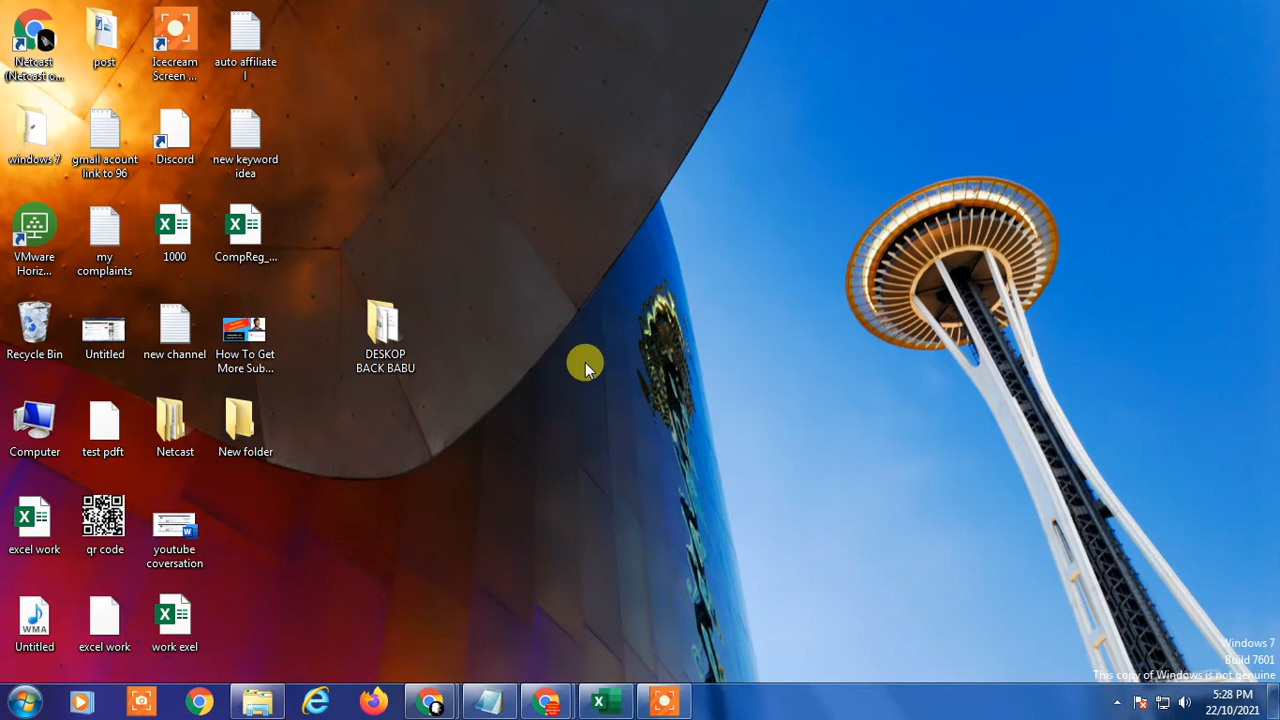 Netcast
(Netcast o...
post
Icecream
Screen ...
auto affiliate
l
windows 7
gmail acount
link to 96
Discord
new keyword
idea
VMware
Horiz...
my
complaints
1000
CompReg_...
Recycle Bin
Untitled
new channel
How To Get
More Sub...
DESKOP
BACK BABU
Computer
test pdft
Netcast
New folder
excel work
qr code
youtube
coversation
Untitled
excel work
work exel
Windows 7
Build 7601
This copy of Windows is not genuine
5:28 PM
22/10/2021